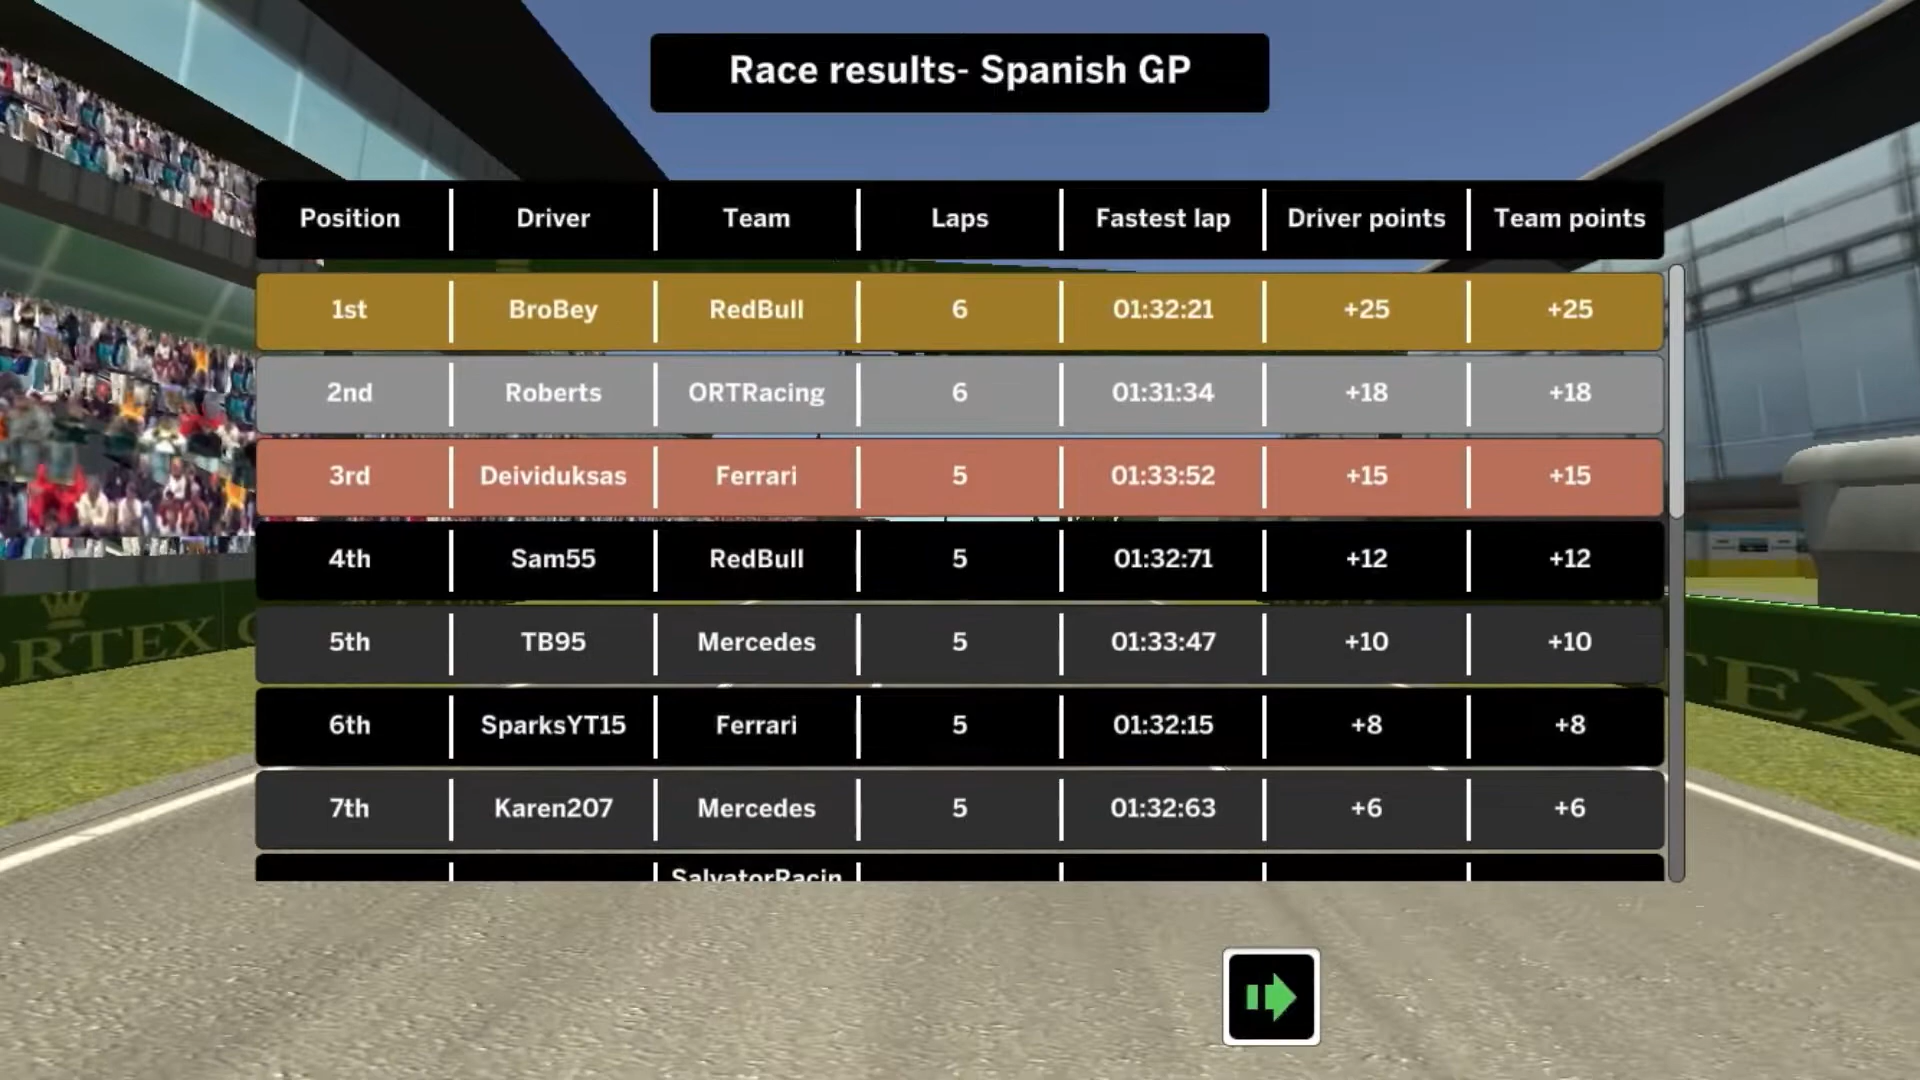 Race results- Spanish GP
Position Driver Team Laps Fastest lap Driver points Team points
1st BroBey RedBull 6 01:32:21 +25 +25
2nd Roberts ORTRacing 6 01:31:34 +18 +18
3rd Deividuksas Ferrari 5 01:33:52 +15 +15
4th Sam55 RedBull 5 01:32:71 +12 +12
5th TB95 Mercedes 5 01:33:47 +10 +10
6th SparksYT15 Ferrari 5 01:32:15 +8 +8
7th Karen207 Mercedes 5 01:32:63 +6 +6
SalvatorRacin
ORTEX
TEX